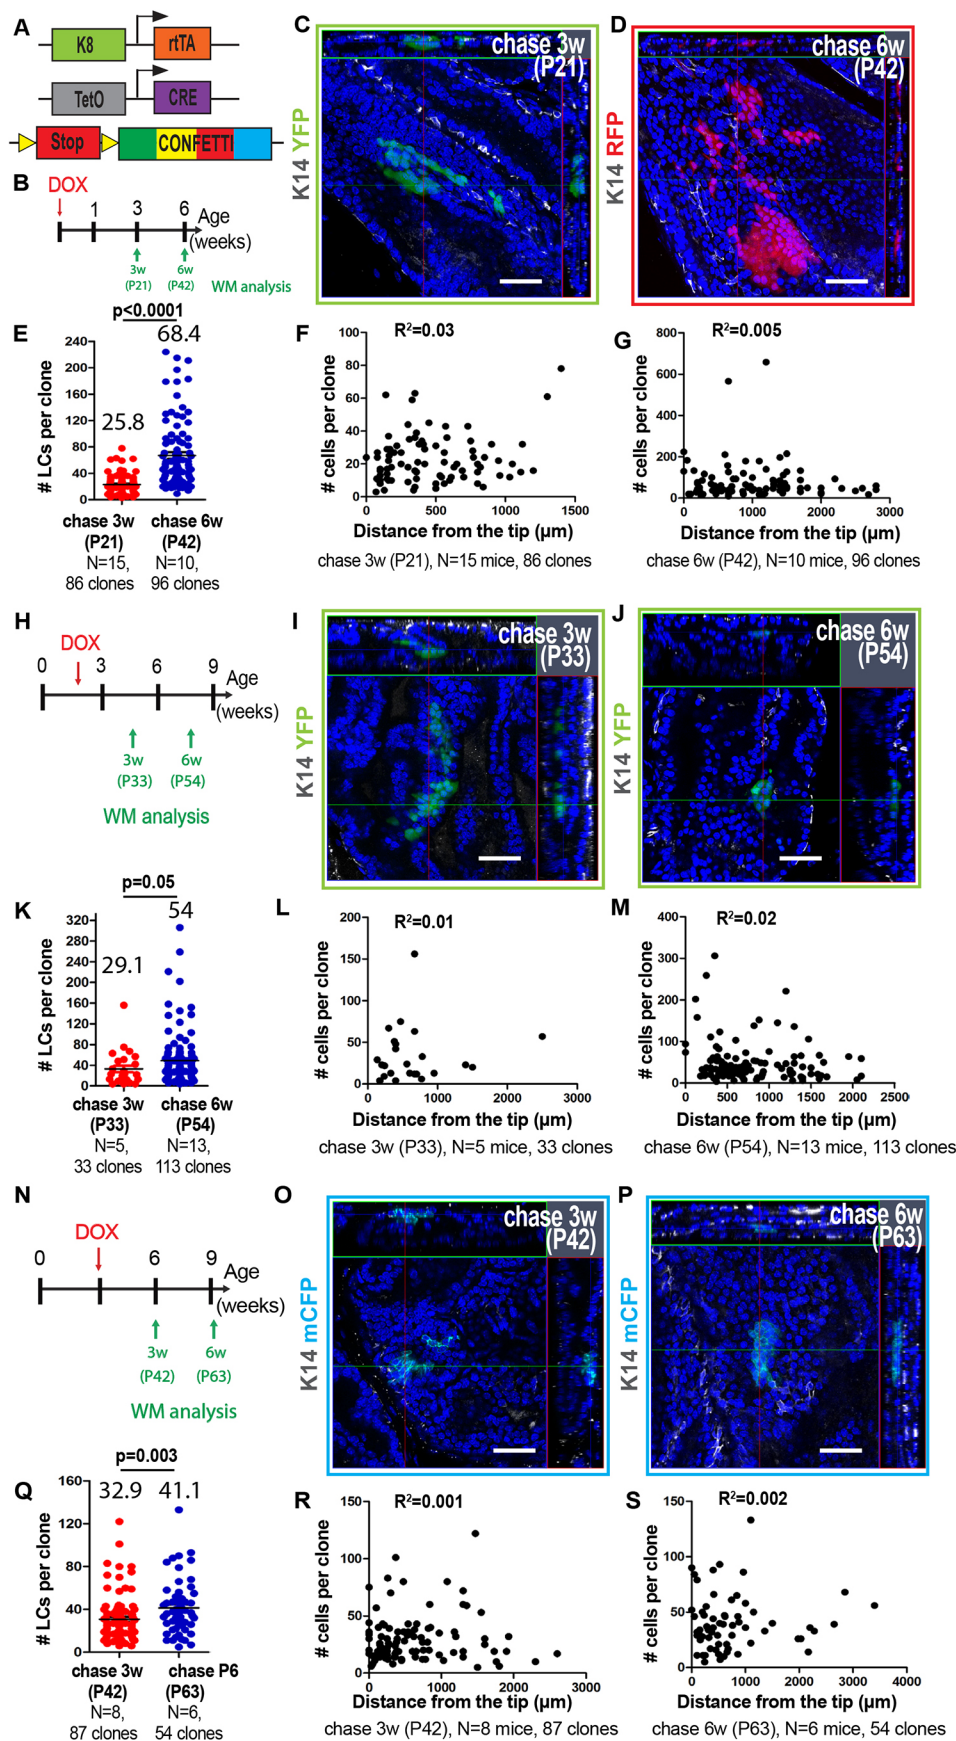 A
K8
rtTA
TetO
CRE
Stop
CONFETTI
B
DOX
1
3
6
Age
(weeks)
3w
(P21)
6w
(P42)
WM analysis
C
K14 YFP
chase 3w
(P21)
D
K14 RFP
chase 6w
(P42)
E
p<0.0001
68.4
25.8
# LCs per clone
240
200
160
120
80
40
0
chase 3w
(P21)
N=15,
86 clones
chase 6w
(P42)
N=10,
96 clones
F
R²=0.03
# cells per clone
100
80
60
40
20
0
0
500
1000
1500
Distance from the tip (µm)
chase 3w (P21), N=15 mice, 86 clones
G
R²=0.005
# cells per clone
800
600
400
200
0
0
1000
2000
3000
Distance from the tip (µm)
chase 6w (P42), N=10 mice, 96 clones
H
DOX
0
3
6
9
Age
(weeks)
3w
(P33)
6w
(P54)
WM analysis
I
K14 YFP
chase 3w
(P33)
J
K14 YFP
chase 6w
(P54)
K
p=0.05
54
29.1
# LCs per clone
320
280
240
200
160
120
80
40
0
chase 3w
(P33)
N=5,
33 clones
chase 6w
(P54)
N=13,
113 clones
L
R²=0.01
# cells per clone
200
150
100
50
0
0
1000
2000
3000
Distance from the tip (µm)
chase 3w (P33), N=5 mice, 33 clones
M
R²=0.02
# cells per clone
400
300
200
100
0
0
500
1000
1500
2000
2500
Distance from the tip (µm)
chase 6w (P54), N=13 mice, 113 clones
N
DOX
0
6
9
Age
(weeks)
3w
(P42)
6w
(P63)
WM analysis
O
K14 mCFP
chase 3w
(P42)
P
K14 mCFP
chase 6w
(P63)
Q
p=0.003
32.9
41.1
# LCs per clone
160
120
80
40
0
chase 3w
(P42)
N=8,
87 clones
chase P6
(P63)
N=6,
54 clones
R
R²=0.001
# cells per clone
150
100
50
0
0
1000
2000
3000
Distance from the tip (µm)
chase 3w (P42), N=8 mice, 87 clones
S
R²=0.002
# cells per clone
150
100
50
0
0
1000
2000
3000
4000
Distance from the tip (µm)
chase 6w (P63), N=6 mice, 54 clones